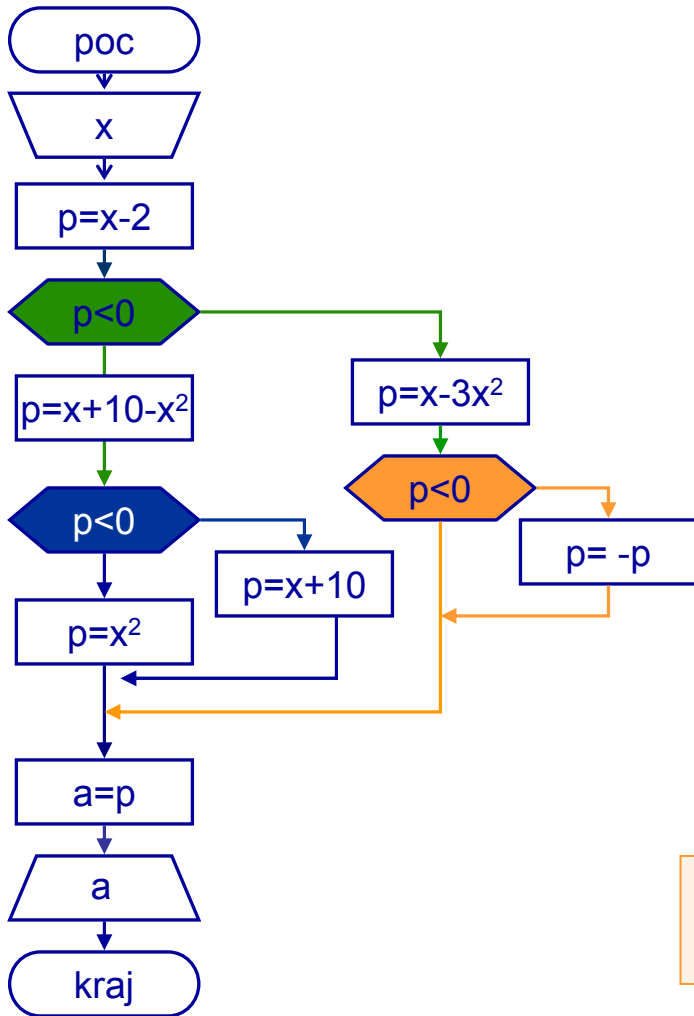 poc
x
p=x-2
p<0
p=x+10-x²
p=x-3x²
p<0
p<0
p= -p
p=x+10
p=x²
a=p
a
kraj